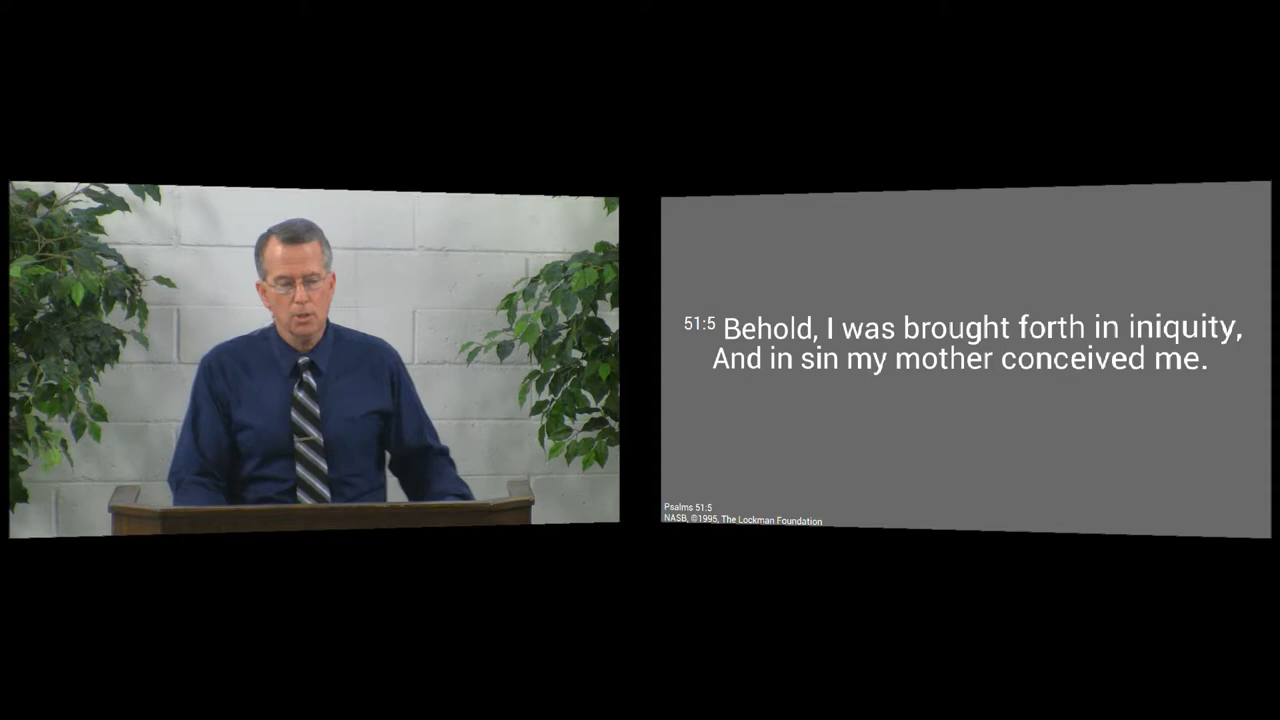 51:5 Behold, I was brought forth in iniquity,
And in sin my mother conceived me.
Psalms 51:5
NASB, ©1995, The Lockman Foundation